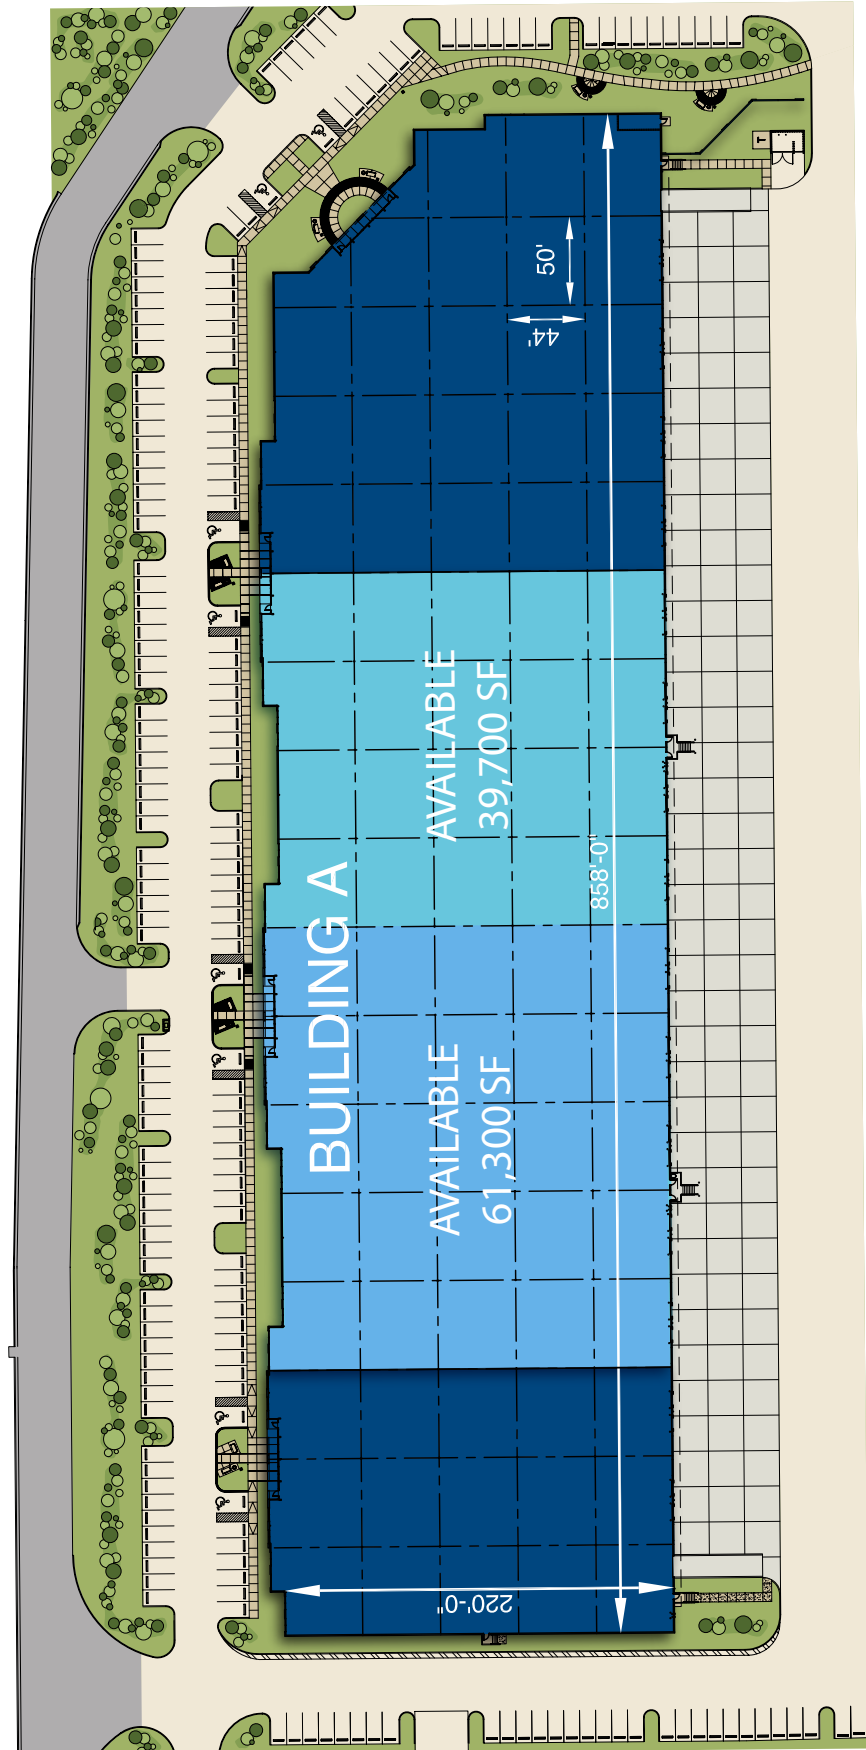 50'
44'
AVAILABLE
39,700 SF
858'-0"
BUILDING A
AVAILABLE
61,300 SF
220'-0"
T